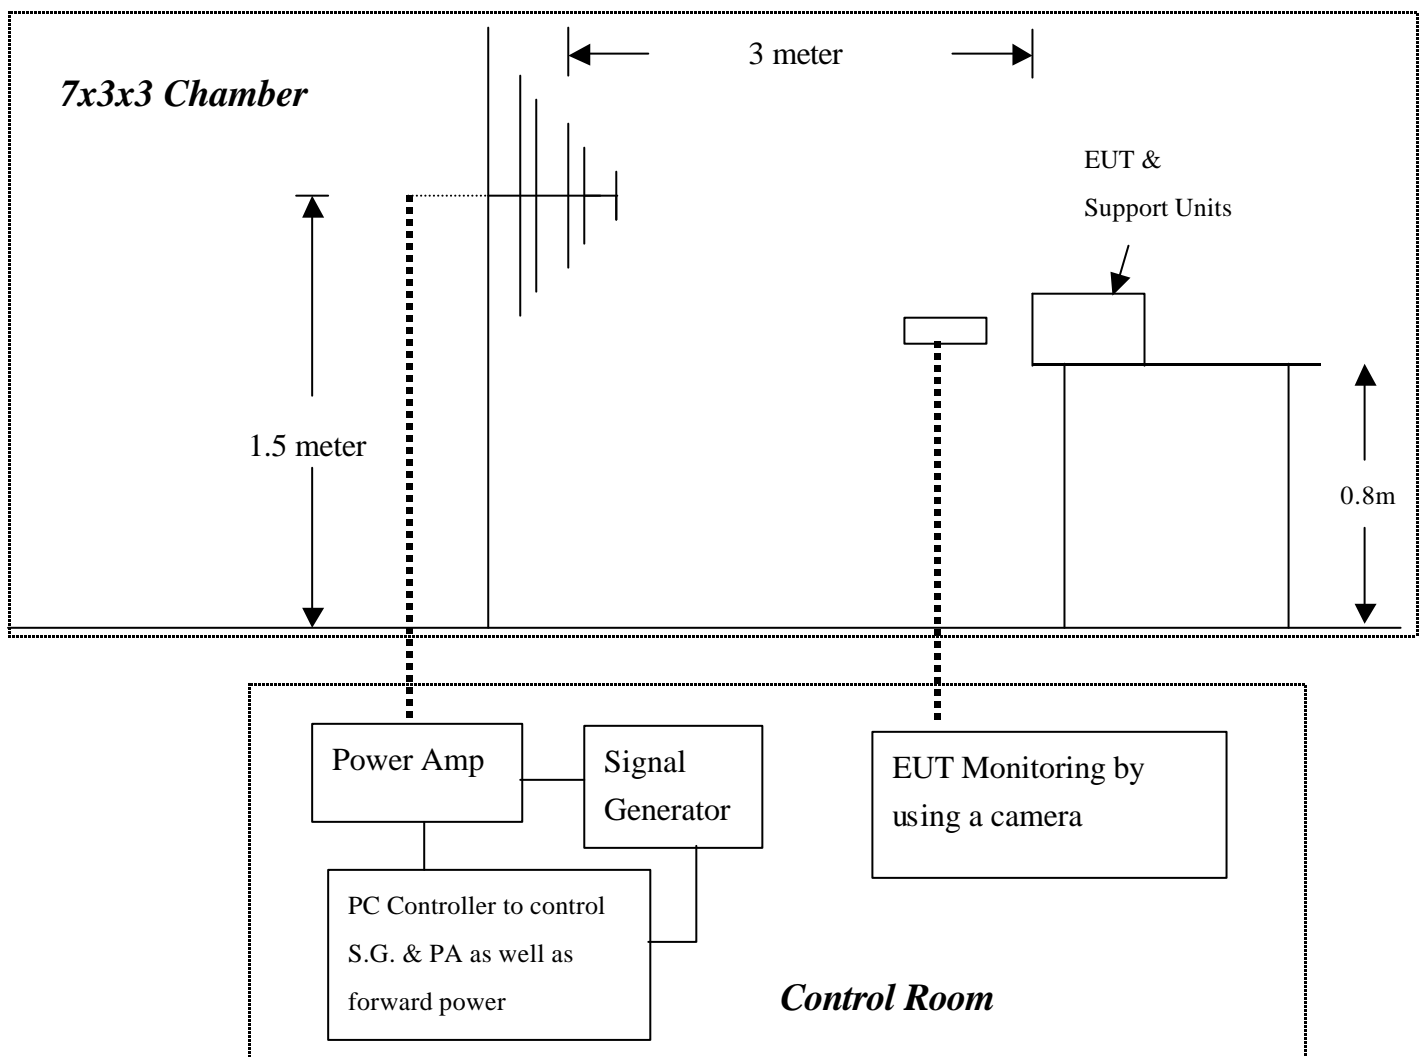 3 meter
7x3x3 Chamber
EUT &
Support Units
1.5 meter
0.8m
Power Amp
Signal
Generator
EUT Monitoring by
using a camera
PC Controller to control
S.G. & PA as well as
forward power
Control Room